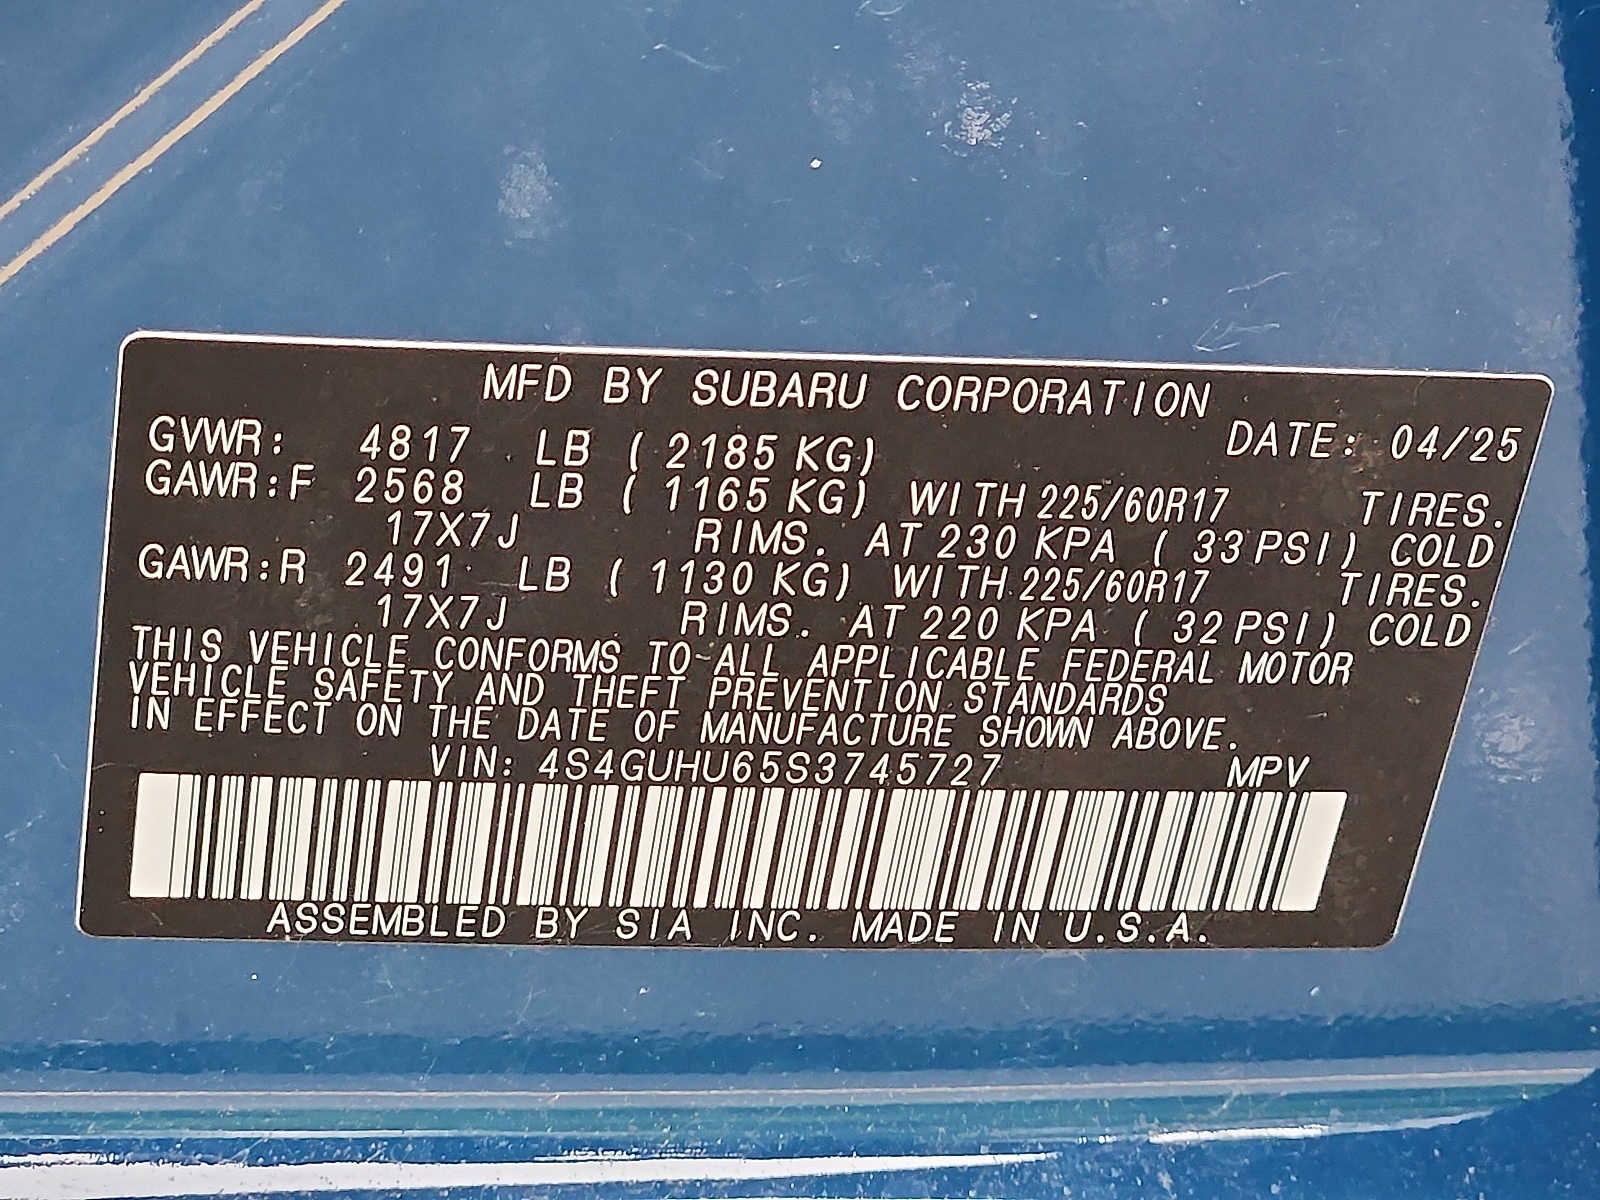 MFD BY SUBARU CORPORATION
GVWR: 4817 LB ( 2185 KG) DATE: 04/25
GAWR:F 2568 LB ( 1165 KG) WITH 225/60R17 TIRES.
17X7J RIMS. AT 230 KPA ( 33 PSI) COLD
GAWR:R 2491 LB ( 1130 KG) WITH 225/60R17 TIRES.
17X7J RIMS. AT 220 KPA ( 32 PSI) COLD
THIS VEHICLE CONFORMS TO ALL APPLICABLE FEDERAL MOTOR
VEHICLE SAFETY AND THEFT PREVENTION STANDARDS
IN EFFECT ON THE DATE OF MANUFACTURE SHOWN ABOVE.
VIN: 4S4GUHU65S3745727 MPV
ASSEMBLED BY SIA INC. MADE IN U.S.A.